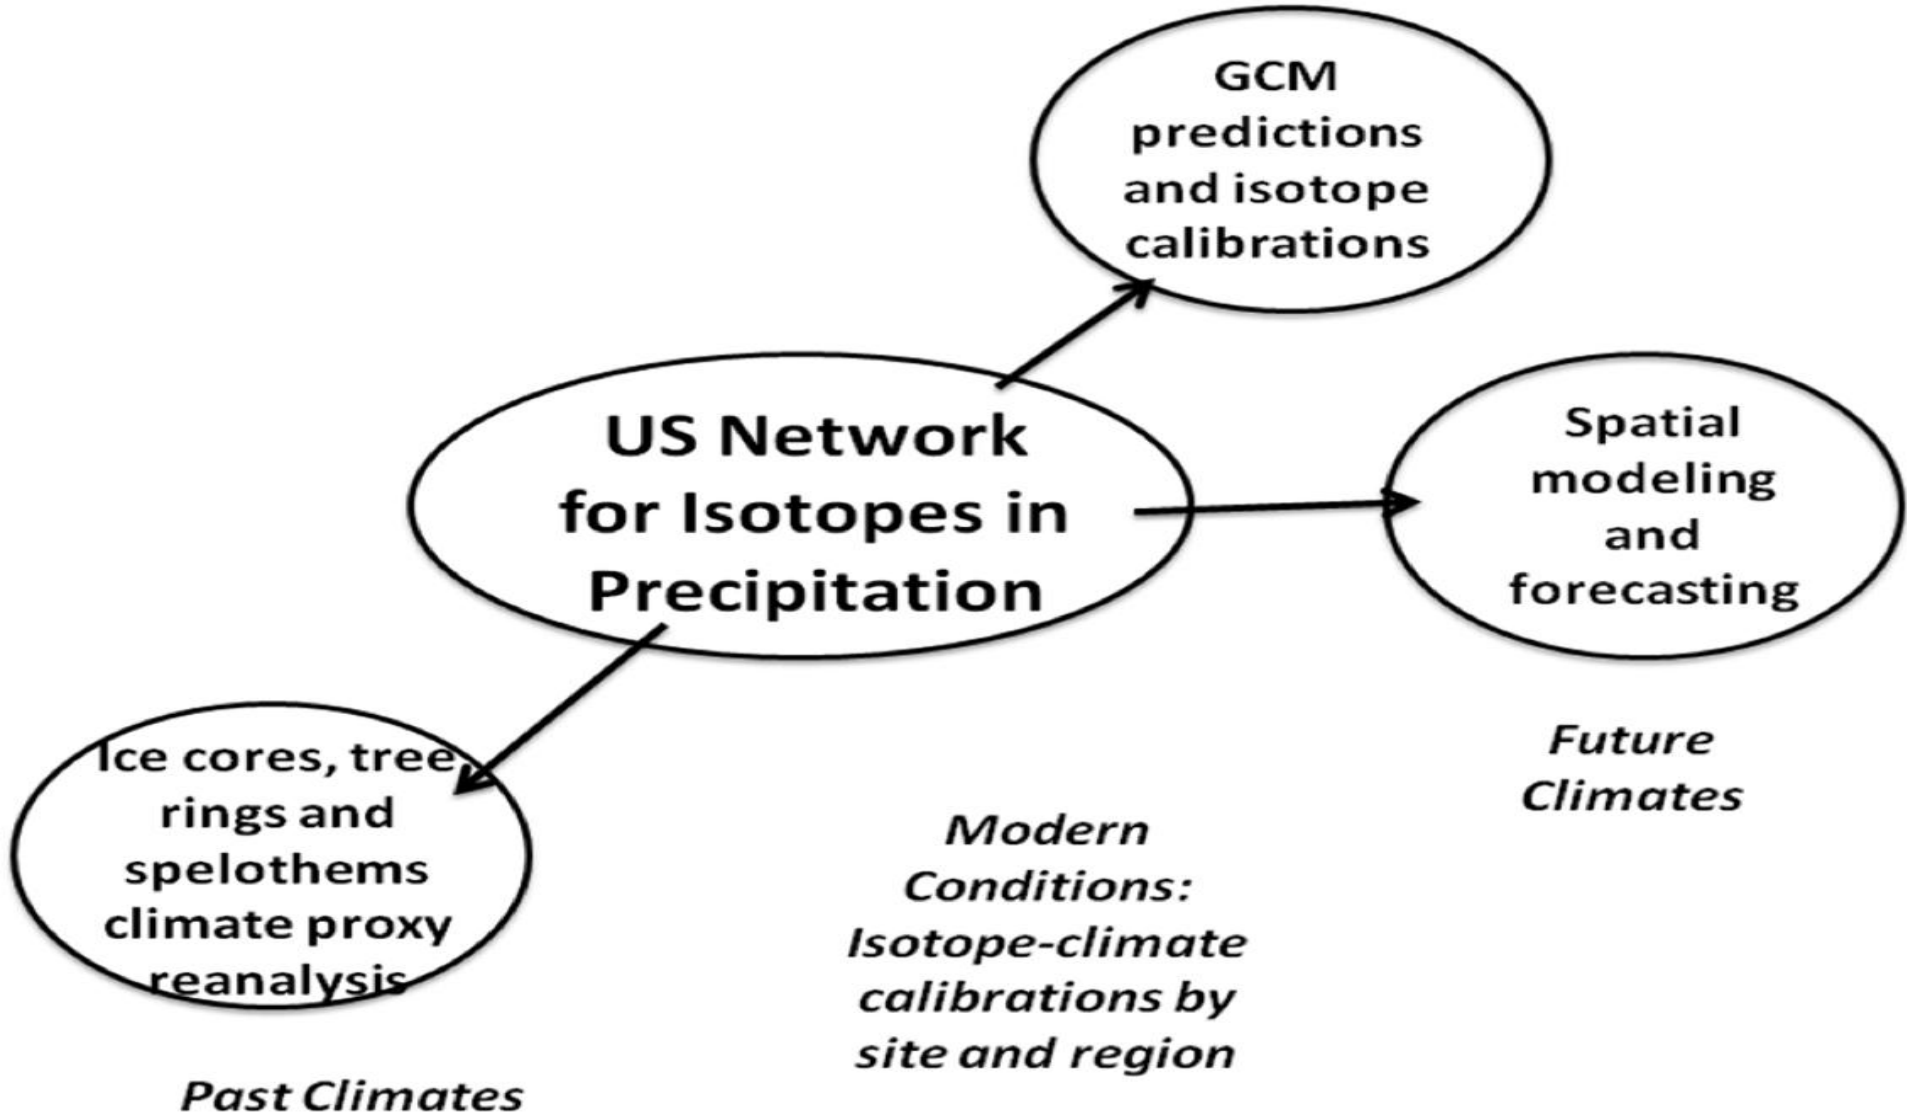 GCM
predictions
and isotope
calibrations
US Network
for Isotopes in
Precipitation
Spatial
modeling
and
forecasting
Ice cores, tree
rings and
spelothems
climate proxy
reanalysis
Future
Climates
Modern
Conditions:
Isotope-climate
calibrations by
site and region
Past Climates